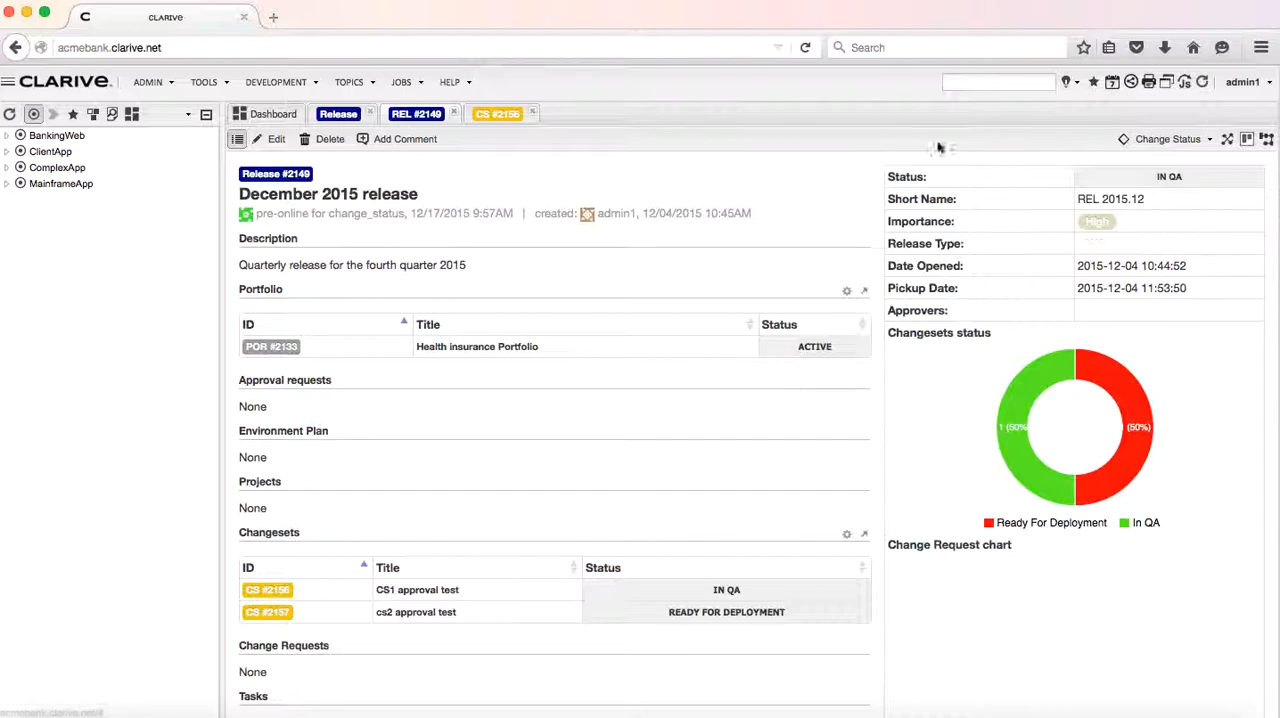 C CLARIVE
acmebank.clarive.net Search
CLARIVE. ADMIN TOOLS DEVELOPMENT TOPICS JOBS HELP admin1
Dashboard Release REL #2149 CS #2156
BankingWeb
ClientApp
ComplexApp
MainframeApp
Edit Delete Add Comment Change Status
Release #2149
December 2015 release
pre-online for change_status, 12/17/2015 9:57AM | created: admin1, 12/04/2015 10:45AM
Description
Quarterly release for the fourth quarter 2015
Portfolio
ID Title Status
POR #2133 Health insurance Portfolio ACTIVE
Approval requests
None
Environment Plan
None
Projects
None
Changesets
ID Title Status
CS #2156 CS1 approval test IN QA
CS #2157 cs2 approval test READY FOR DEPLOYMENT
Change Requests
None
Tasks
Status: IN QA
Short Name: REL 2015.12
Importance: High
Release Type:
Date Opened: 2015-12-04 10:44:52
Pickup Date: 2015-12-04 11:53:50
Approvers:
Changesets status
1 (50% (50%)
Ready For Deployment In QA
Change Request chart
acmebank.clarive.net/#